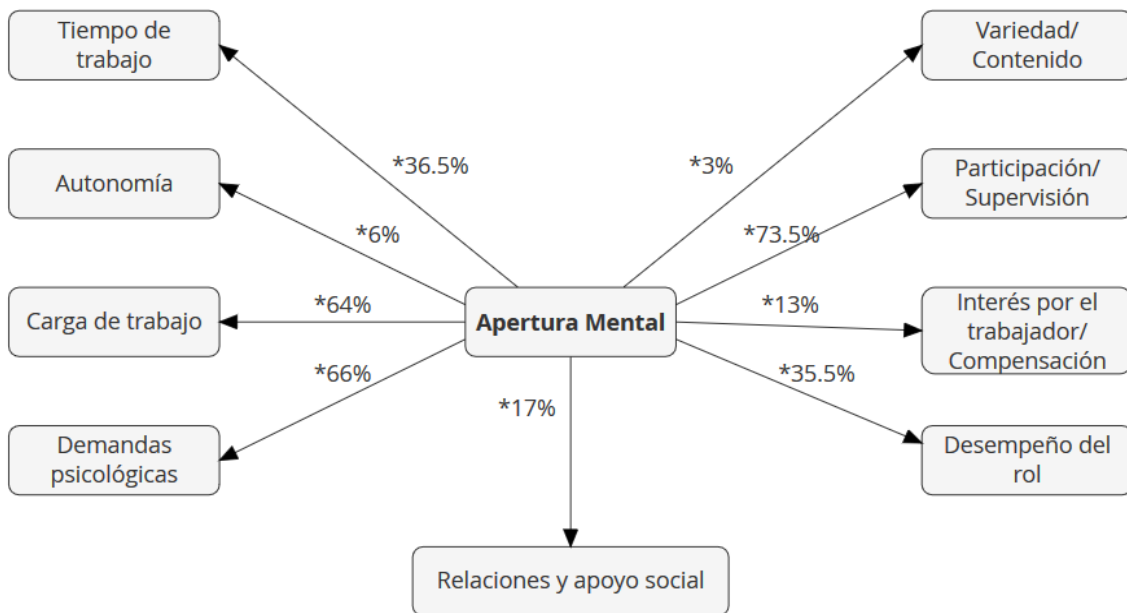 Tiempo de
trabajo
Variedad/
Contenido
*36.5%
*3%
Autonomía
Participación/
Supervisión
*6%
*73.5%
Carga de trabajo
*64%
Apertura Mental
*13%
Interés por el
trabajador/
Compensación
*66%
*35.5%
*17%
Demandas
psicológicas
Desempeño del
rol
Relaciones y apoyo social